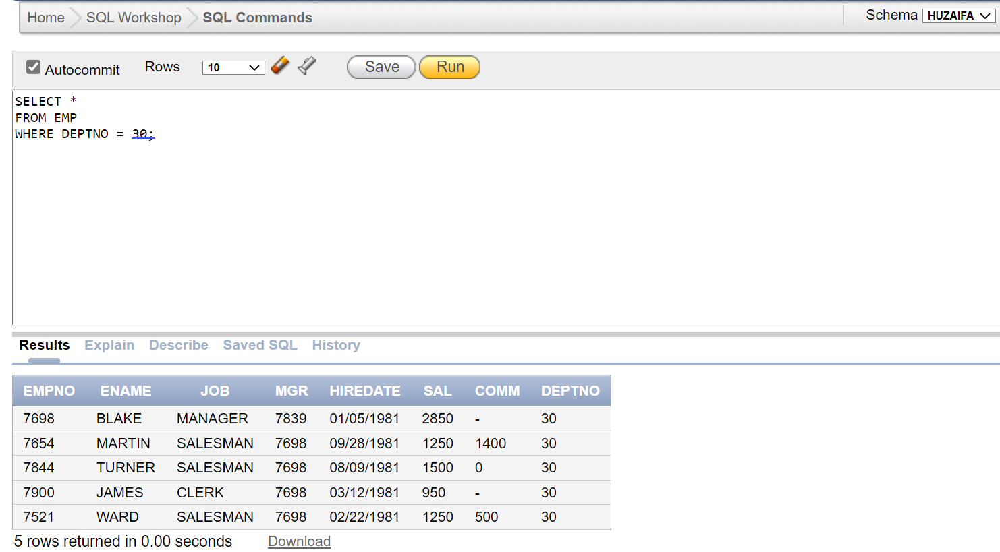 Home SQL Workshop SQL Commands Schema HUZAIFA
Autocommit Rows 10 Save Run
SELECT *
FROM EMP
WHERE DEPTNO = 30;
Results Explain Describe Saved SQL History
EMPNO ENAME JOB MGR HIREDATE SAL COMM DEPTNO
7698 BLAKE MANAGER 7839 01/05/1981 2850 - 30
7654 MARTIN SALESMAN 7698 09/28/1981 1250 1400 30
7844 TURNER SALESMAN 7698 08/09/1981 1500 0 30
7900 JAMES CLERK 7698 03/12/1981 950 - 30
7521 WARD SALESMAN 7698 02/22/1981 1250 500 30
5 rows returned in 0.00 seconds Download